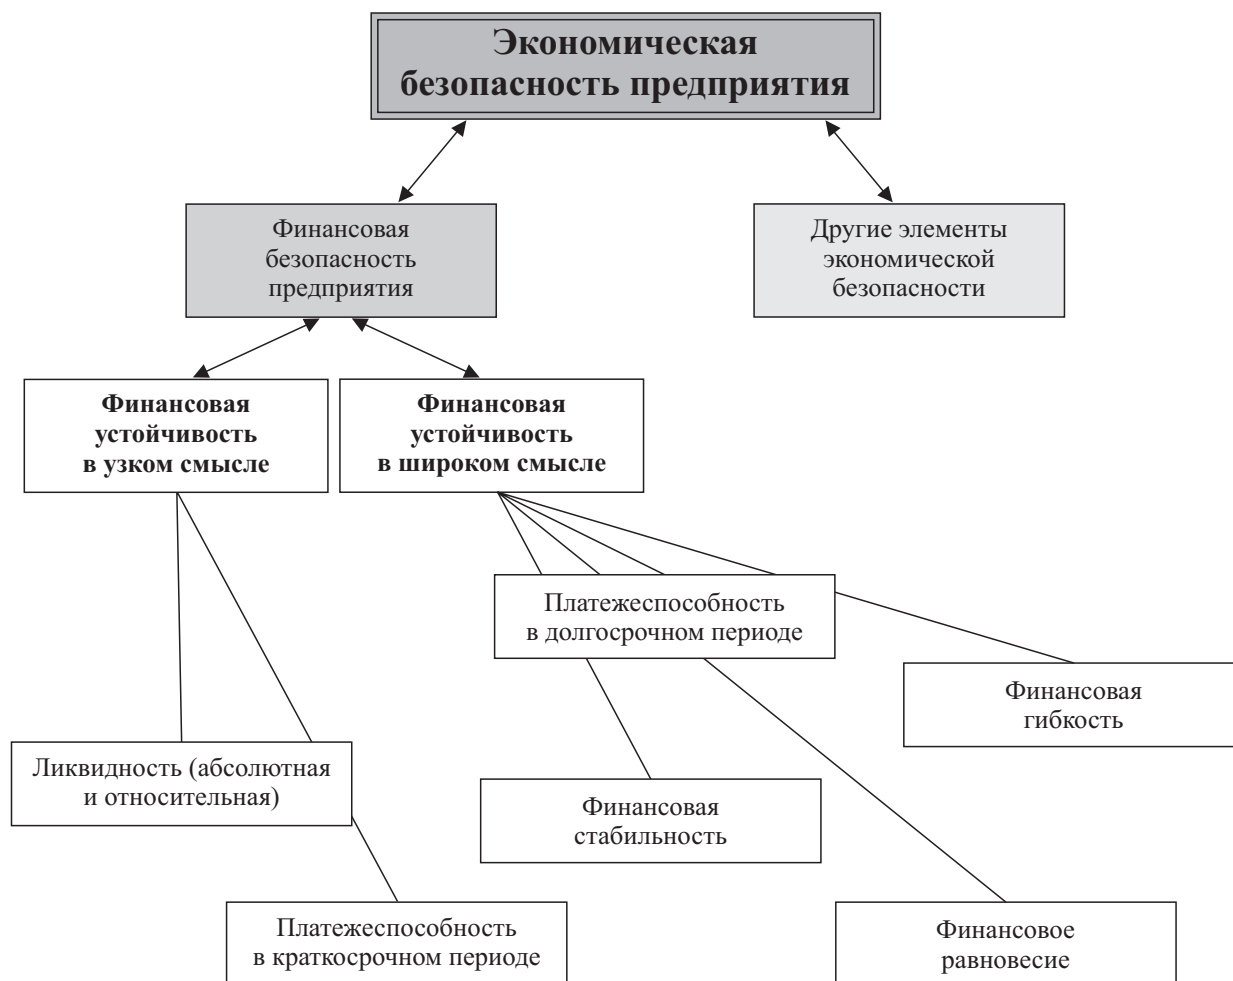 Экономическая
безопасность предприятия
Финансовая
безопасность
предприятия
Другие элементы
экономической
безопасности
Финансовая
устойчивость
в узком смысле
Финансовая
устойчивость
в широком смысле
Платежеспособность
в долгосрочном периоде
Финансовая
гибкость
Ликвидность (абсолютная
и относительная)
Финансовая
стабильность
Платежеспособность
в краткосрочном периоде
Финансовое
равновесие